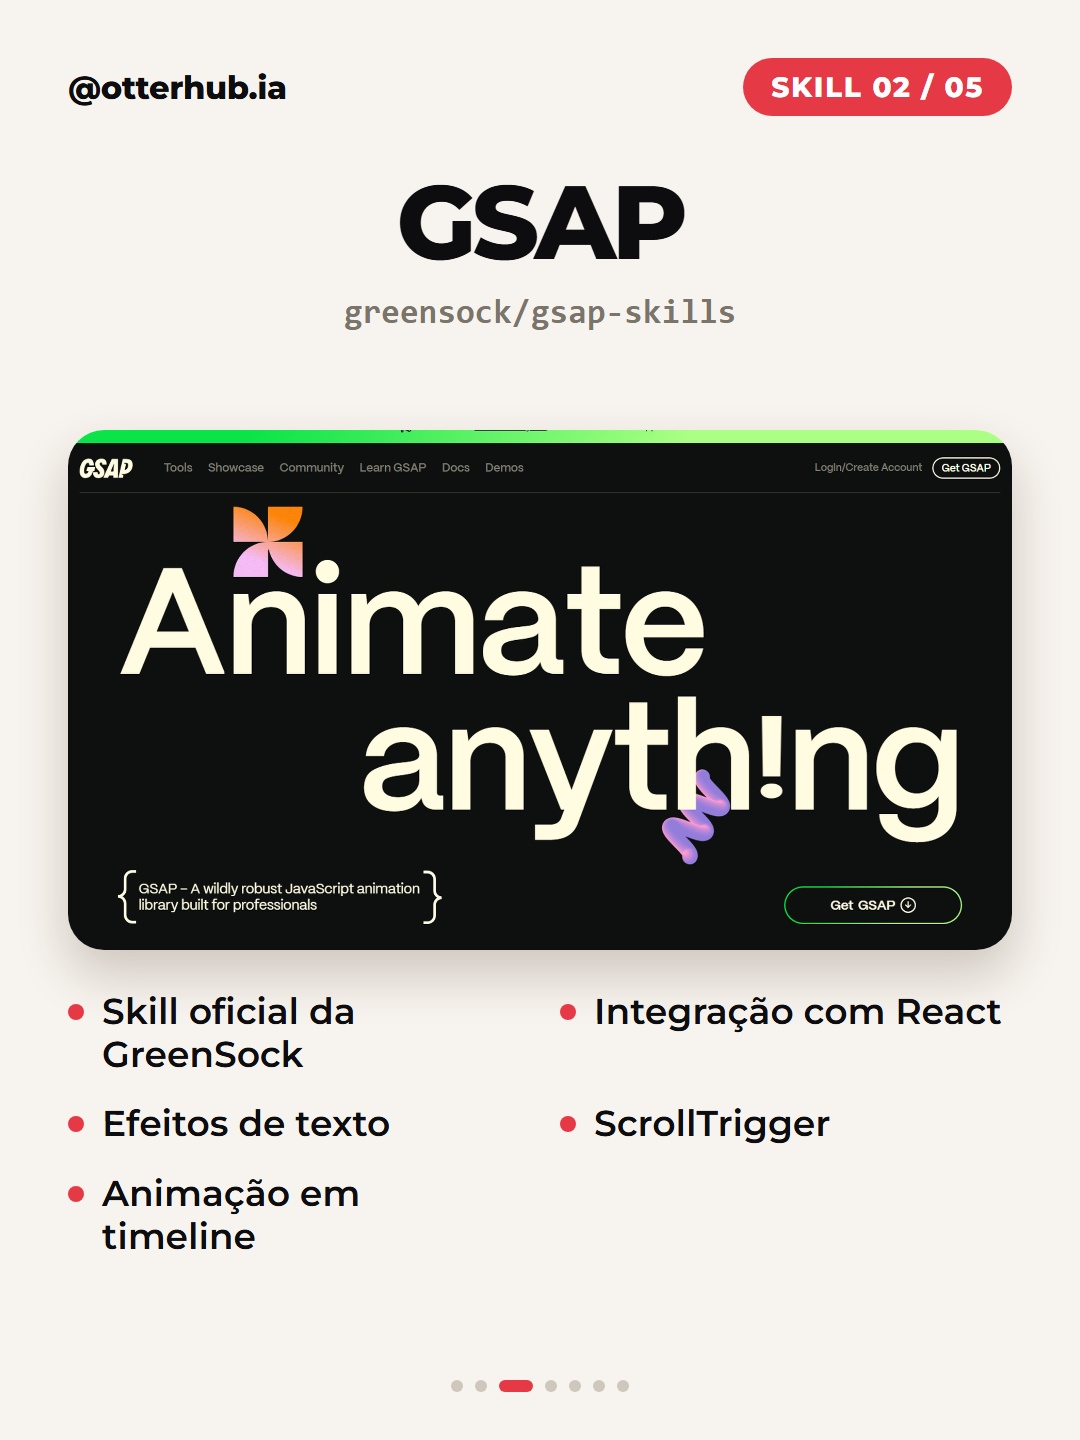 @otterhub.ia
SKILL 02 / 05
GSAP
greensock/gsap-skills
GSAP
Tools Showcase Community Learn GSAP Docs Demos
LogIn/Create Account
Get GSAP
Animate
anyth!ng
GSAP – A wildly robust JavaScript animation
library built for professionals
Get GSAP
Skill oficial da
GreenSock
Integração com React
Efeitos de texto
ScrollTrigger
Animação em
timeline